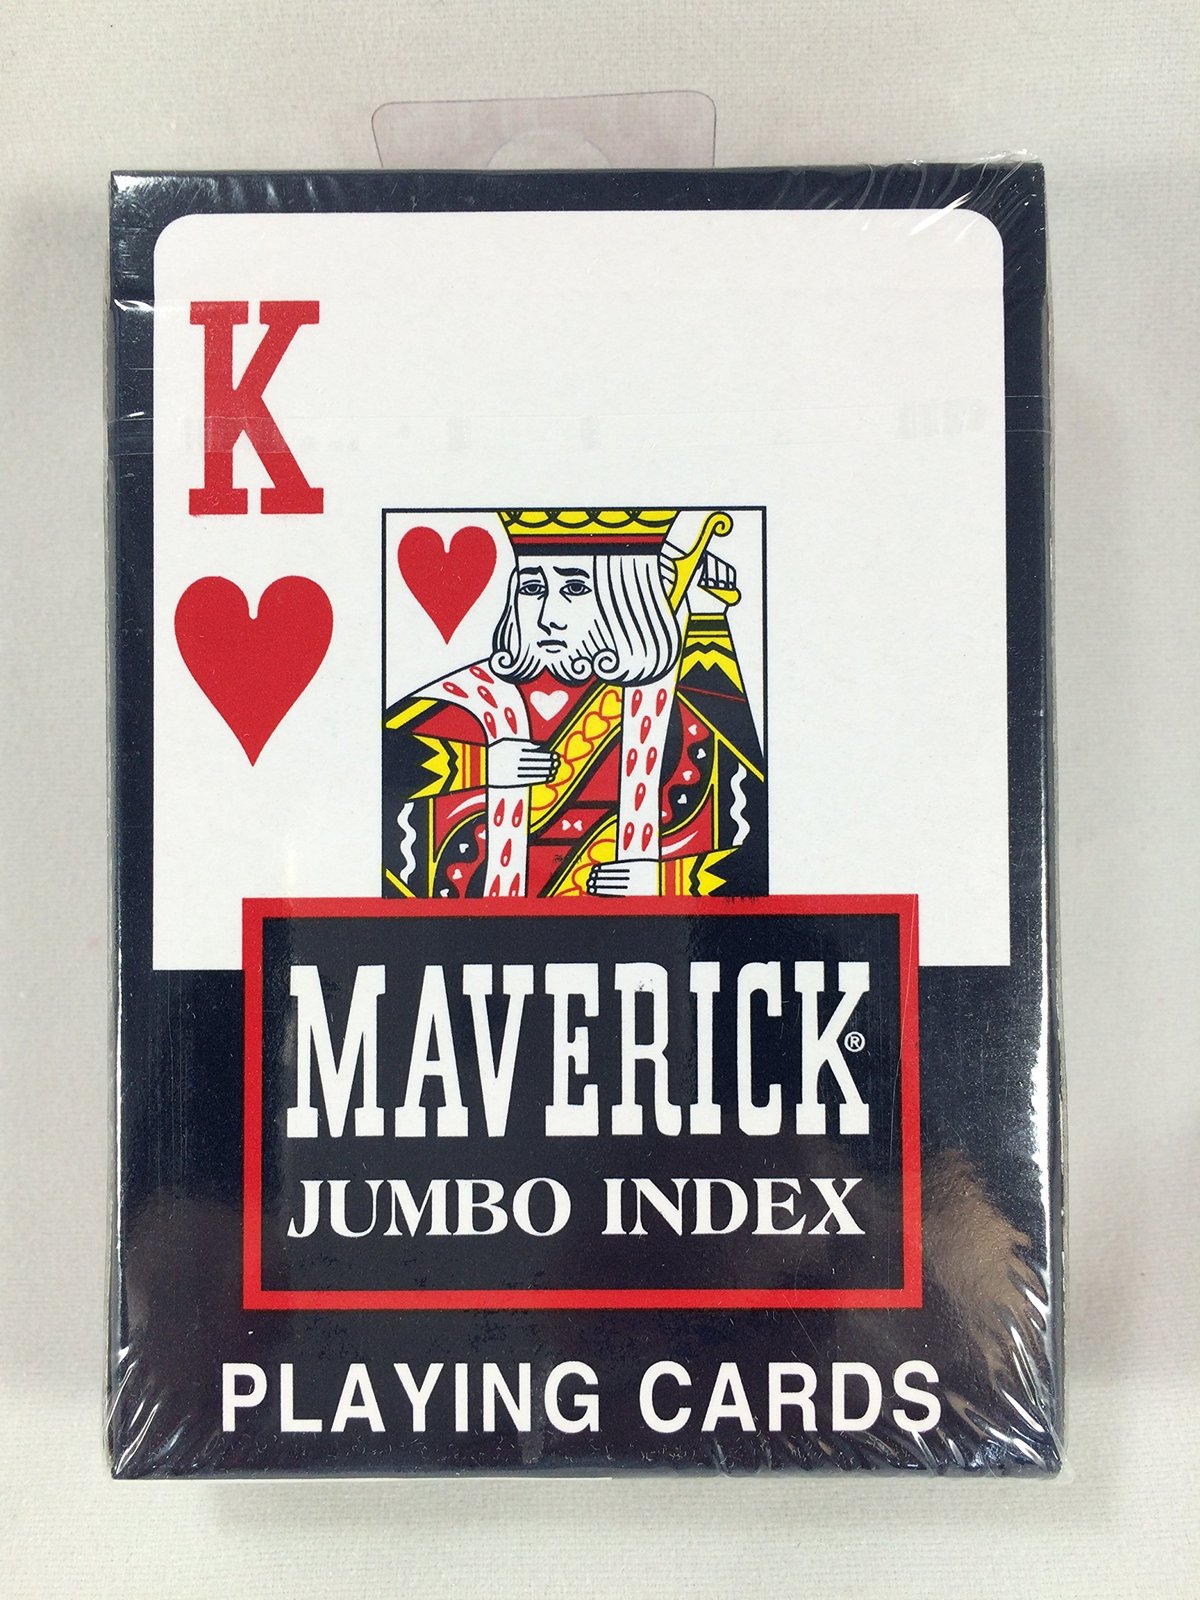 K
MAVERICK®
JUMBO INDEX
PLAYING CARDS